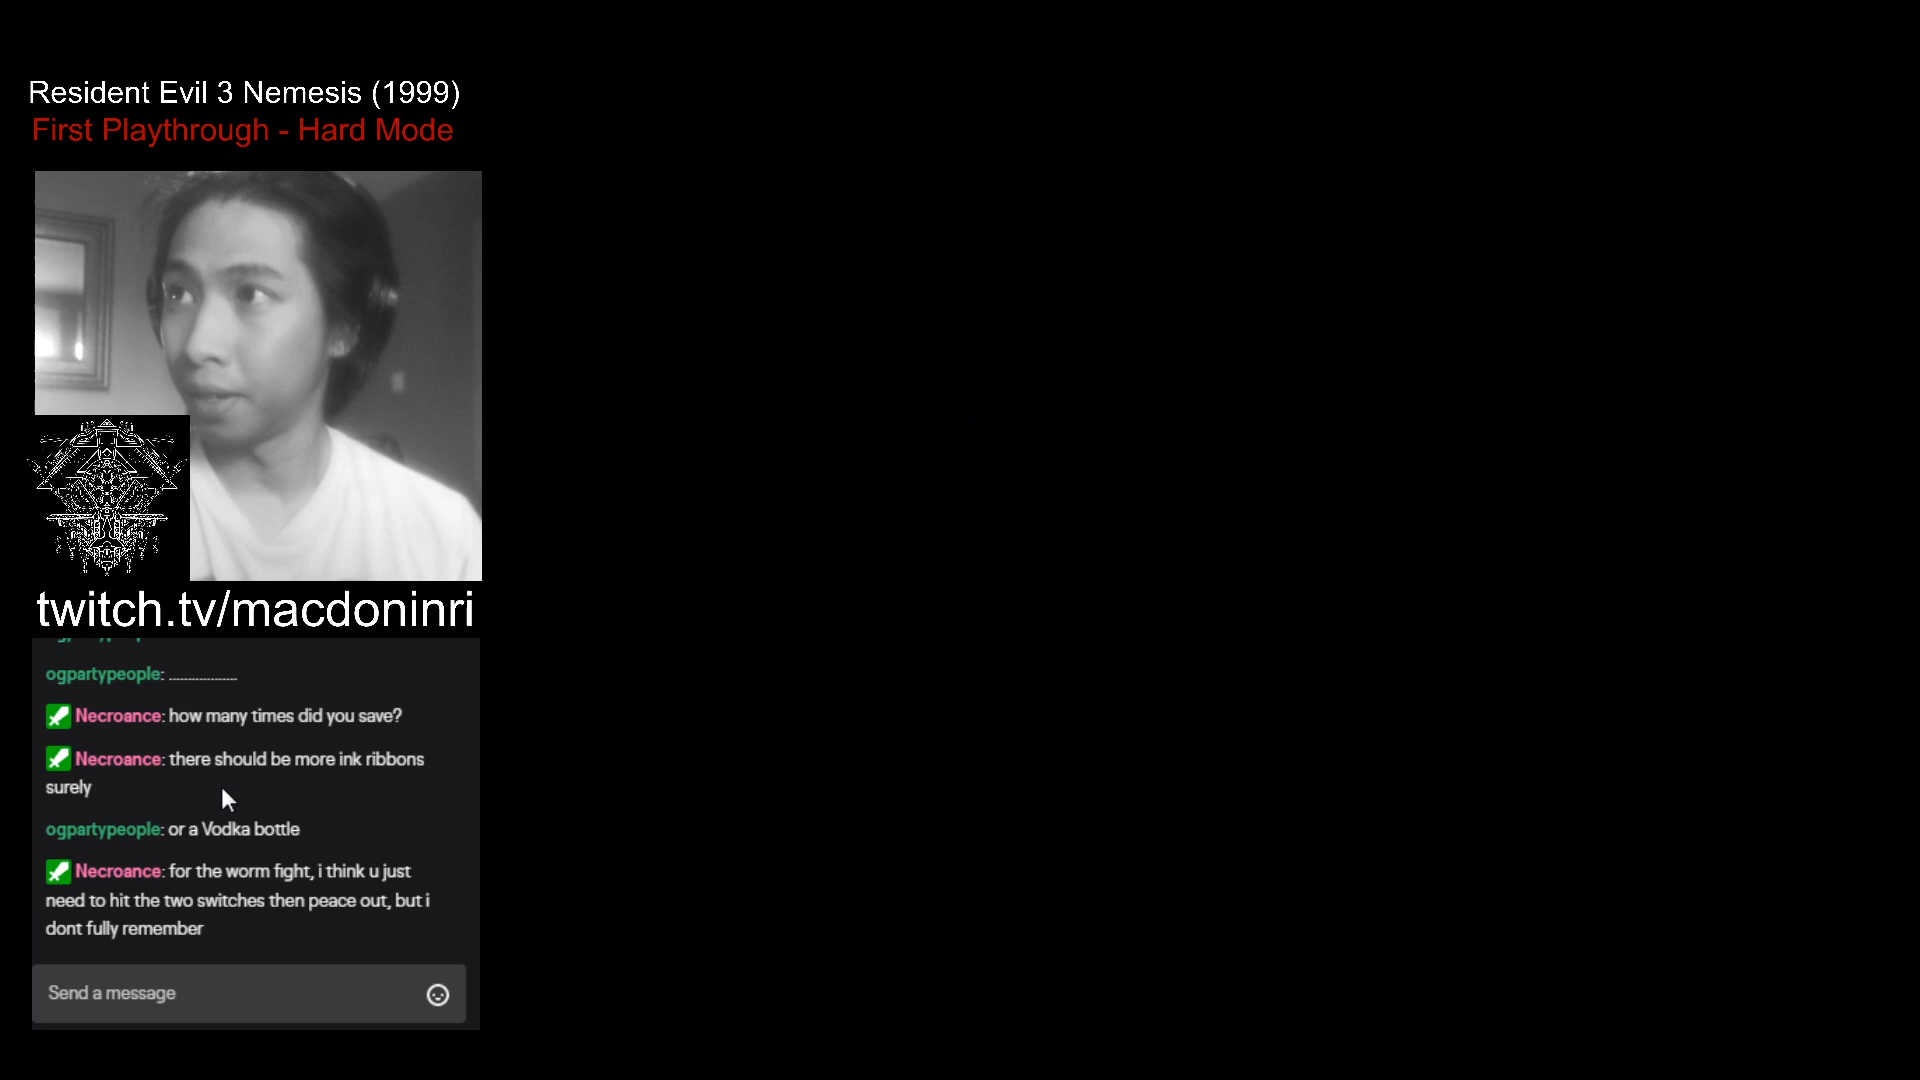 Resident Evil 3 Nemesis (1999)
First Playthrough - Hard Mode
twitch.tv/macdoninri
ogpartypeople: .................
Necroance: how many times did you save?
Necroance: there should be more ink ribbons
surely
ogpartypeople: or a Vodka bottle
Necroance: for the worm fight, i think u just
need to hit the two switches then peace out, but i
dont fully remember
Send a message